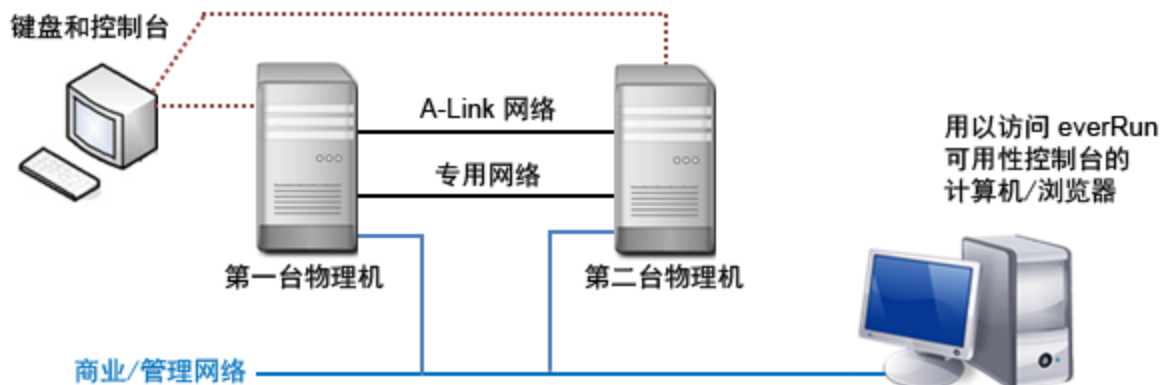 键盘和控制台
A-Link 网络
用以访问 everRun
可用性控制台的
计算机/浏览器
专用网络
第一台物理机
第二台物理机
商业/管理网络